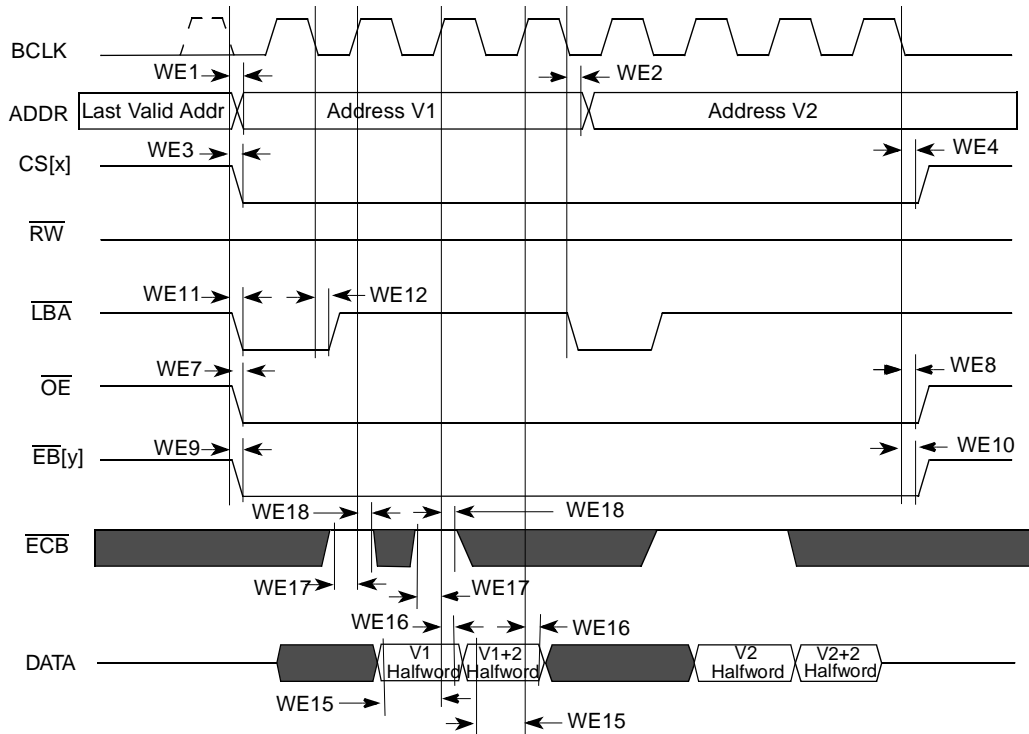 BCLK
WE1
WE2
ADDR
Last Valid Addr
Address V1
Address V2
WE3
WE4
CS[x]
RW
WE11
WE12
LBA
WE7
WE8
OE
WE9
WE10
EB[y]
WE18
WE18
ECB
WE17
WE17
WE16
WE16
DATA
V1
Halfword
V1+2
Halfword
V2
Halfword
V2+2
Halfword
WE15
WE15